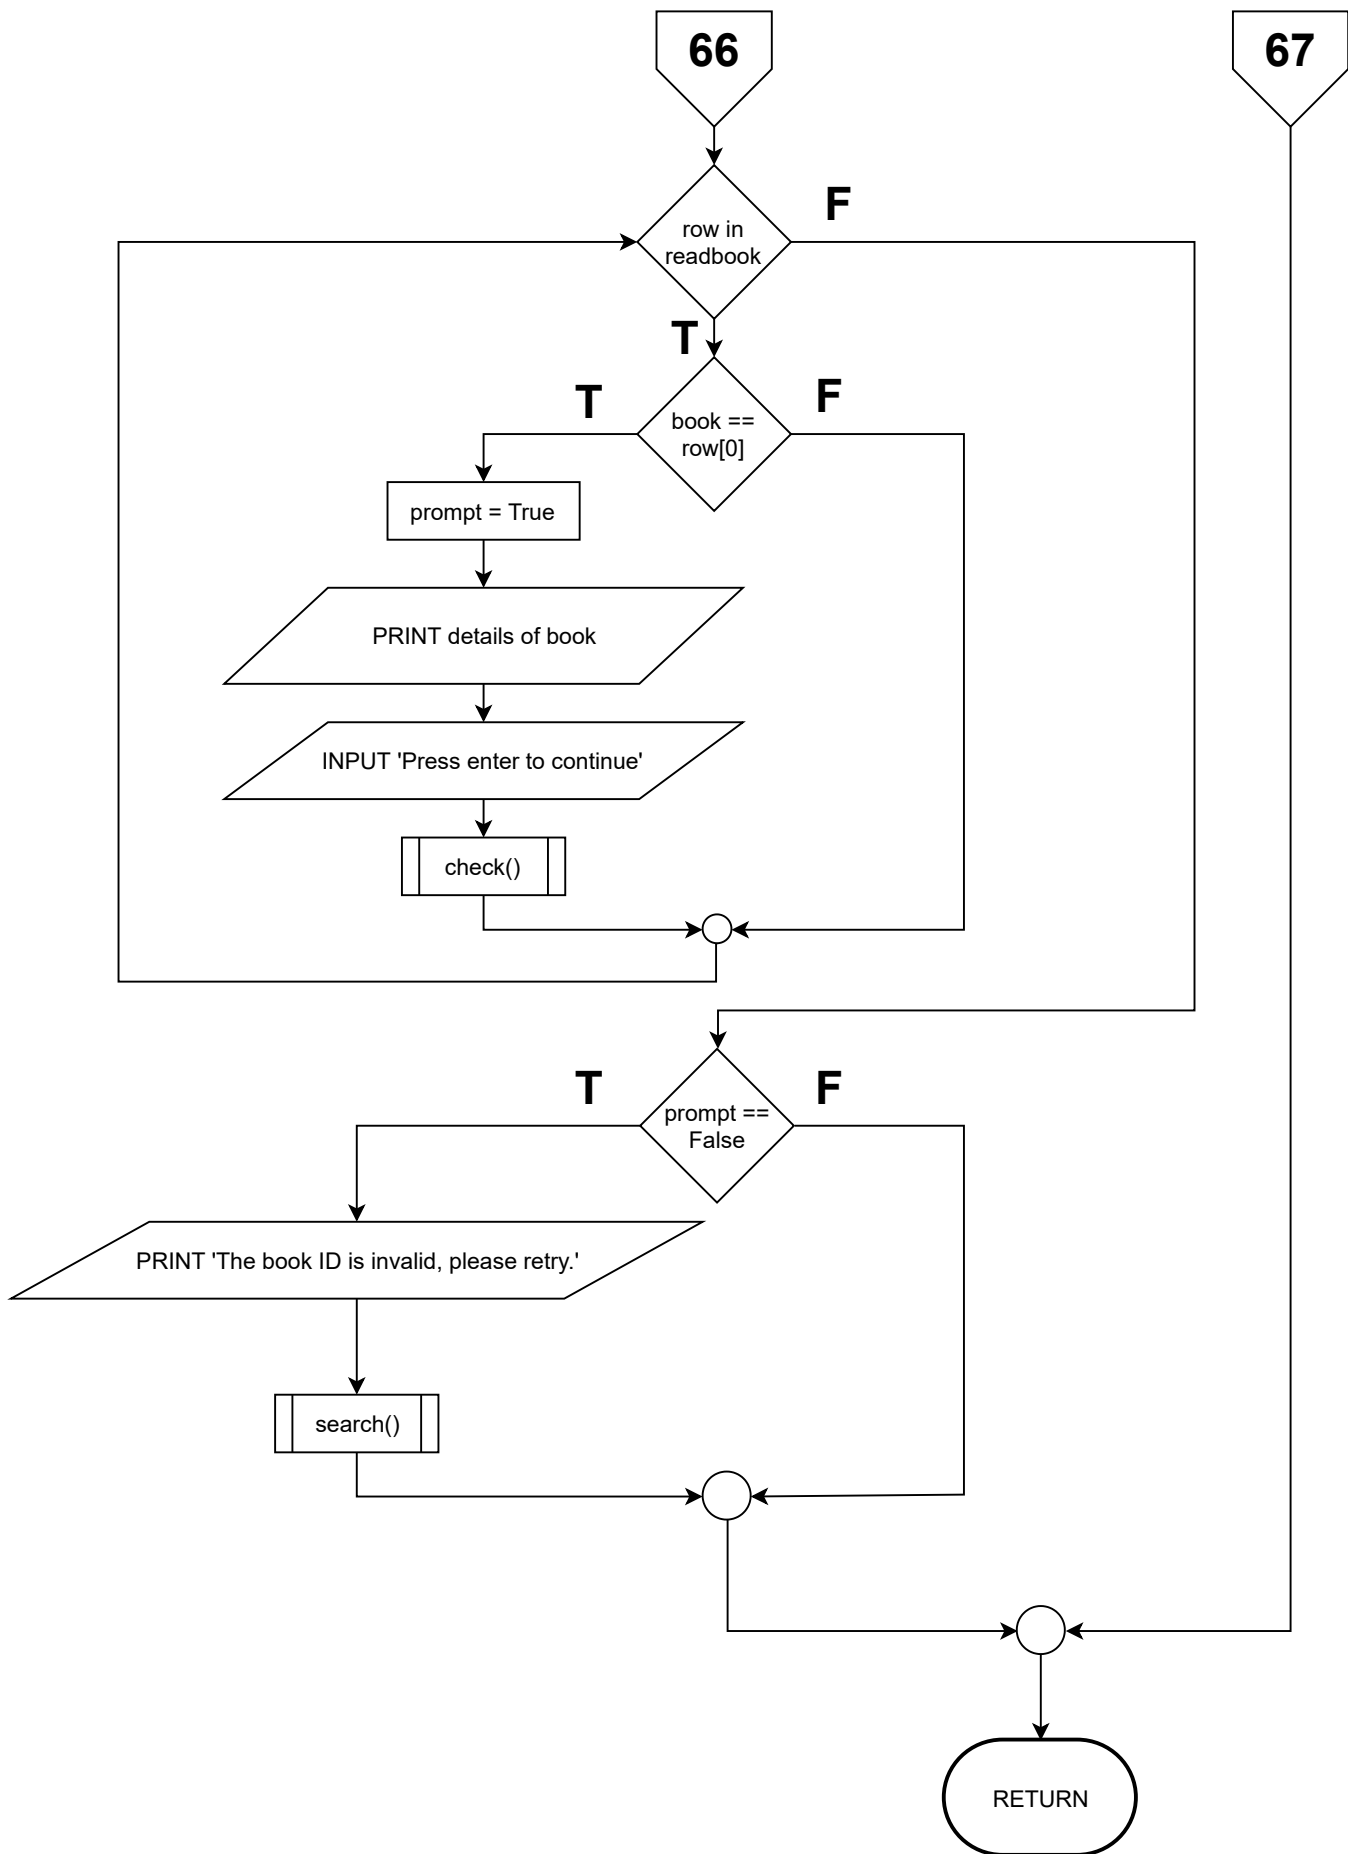 66
67
F
row in
readbook
T
T
F
book ==
row[0]
prompt = True
PRINT details of book
INPUT 'Press enter to continue'
check()
T
F
prompt ==
False
PRINT 'The book ID is invalid, please retry.'
search()
RETURN